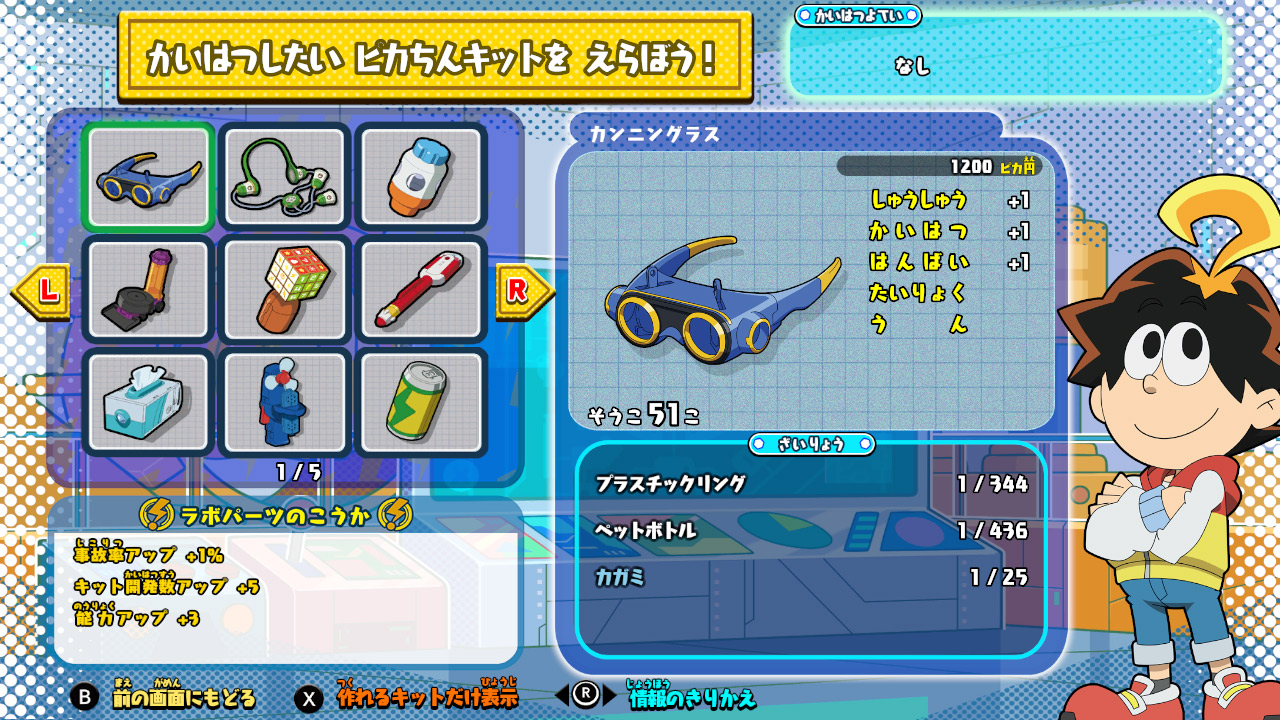 かいはつしたい ピカちんキットを えらぼう！
かいはつよてい
なし
カンニングラス
1200 ピカ円
しゅうしゅう +1
かいはつ +1
はんばい +1
たいりょく
うん
L
R
そうこ51こ
1/5
ざいりょう
プラスチックリング 1/344
ペットボトル 1/436
カガミ 1/25
ラボパーツのこうか
事故率アップ +1%
キット開発数アップ +5
能力アップ +3
B 前の画面にもどる
X 作れるキットだけ表示
R 情報のきりかえ